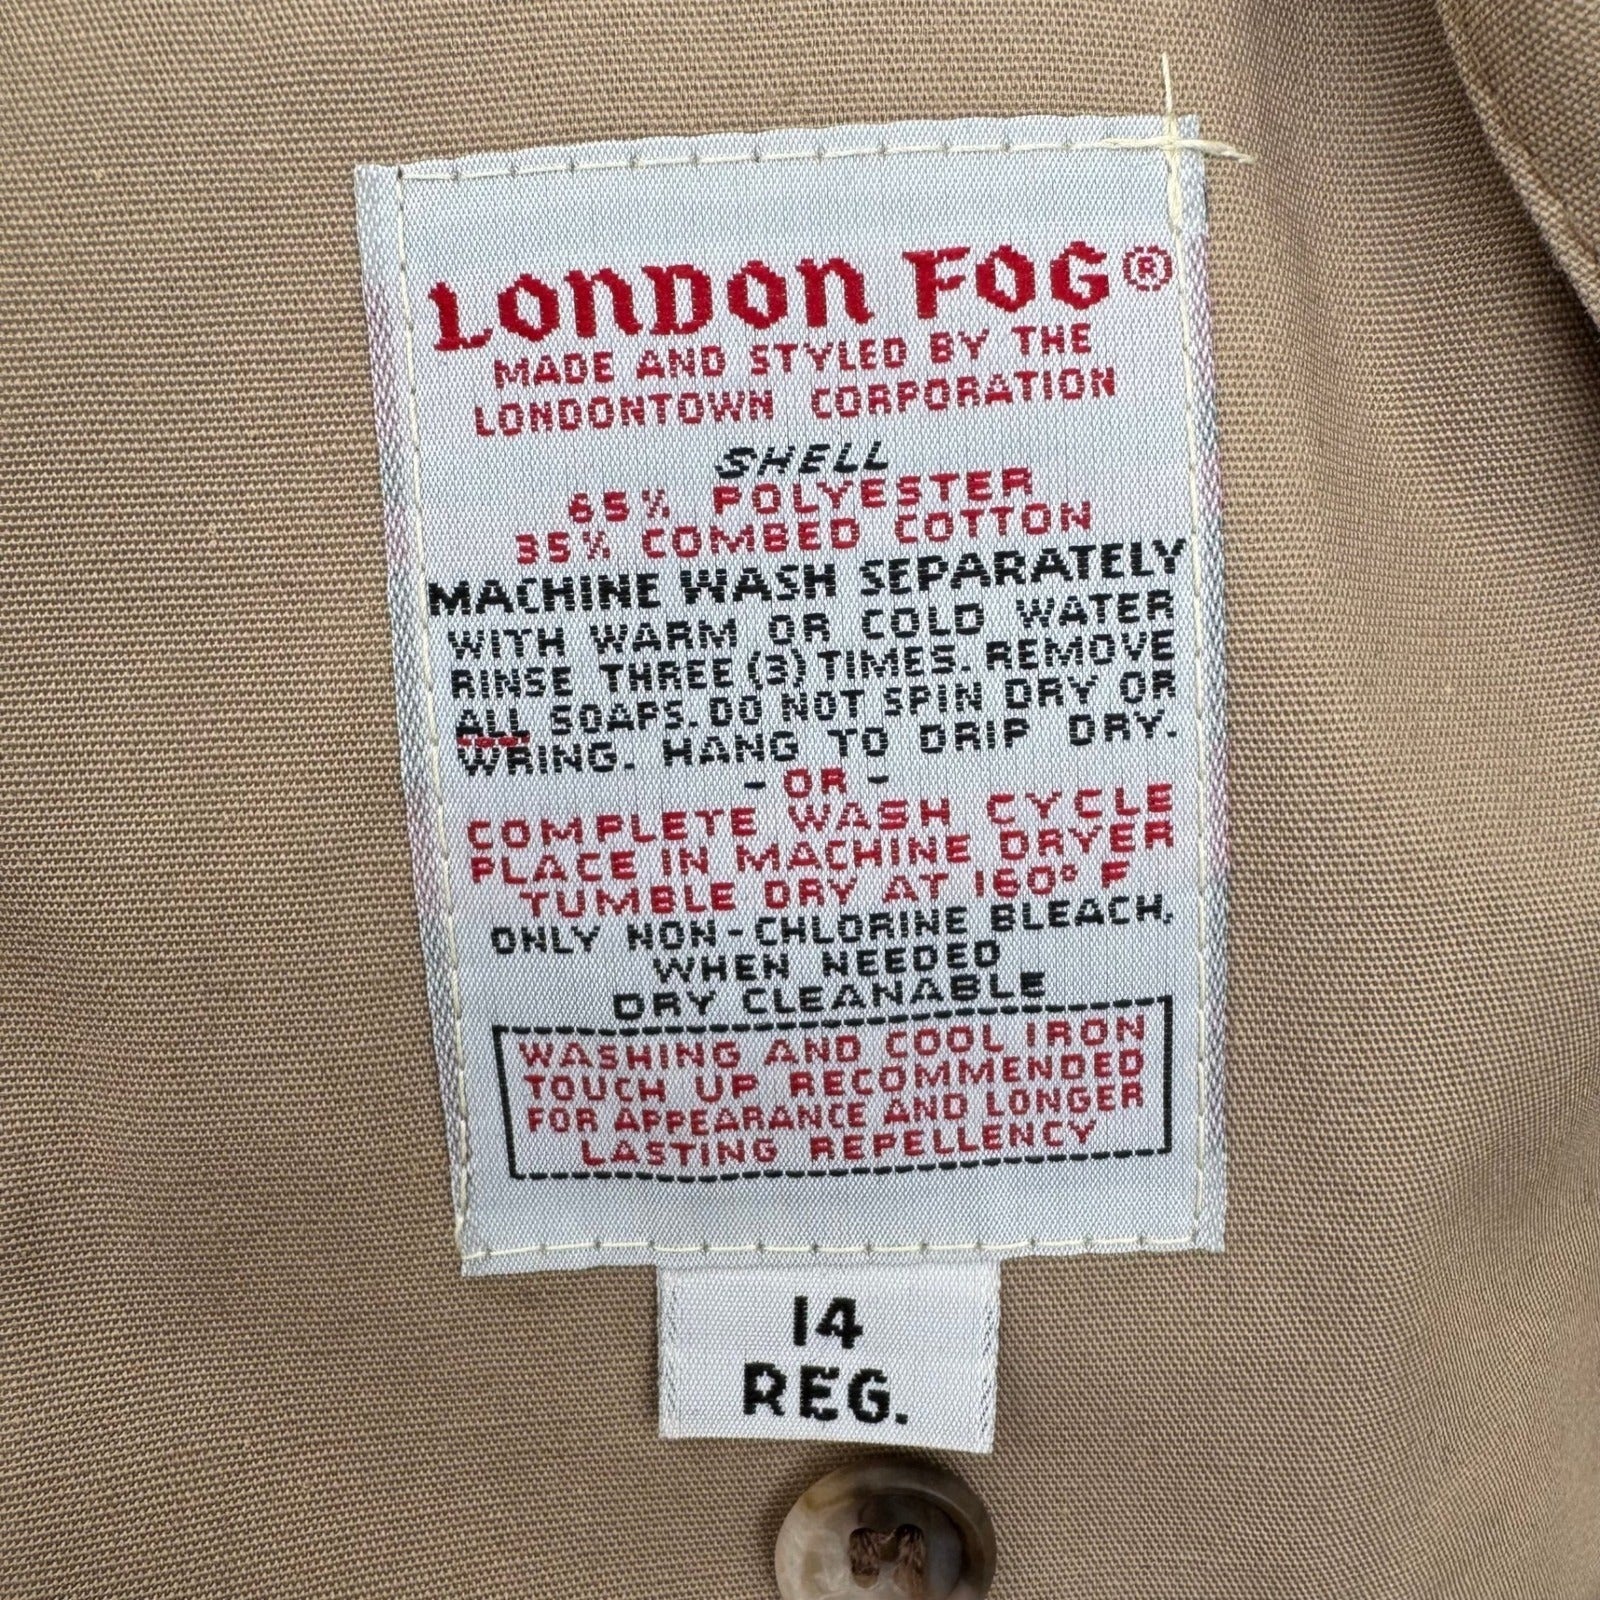 LONDON FOG®
MADE AND STYLED BY THE
LONDONTOWN CORPORATION
SHELL
65% POLYESTER
35% COMBED COTTON
MACHINE WASH SEPARATELY
WITH WARM OR COLD WATER
RINSE THREE (3) TIMES. REMOVE
ALL SOAPS. DO NOT SPIN DRY OR
WRING. HANG TO DRIP DRY.
- OR -
COMPLETE WASH CYCLE
PLACE IN MACHINE DRYER
TUMBLE DRY AT 160° F
ONLY NON-CHLORINE BLEACH,
WHEN NEEDED
DRY CLEANABLE
WASHING AND COOL IRON
TOUCH UP RECOMMENDED
FOR APPEARANCE AND LONGER
LASTING REPELLENCY
14
REG.